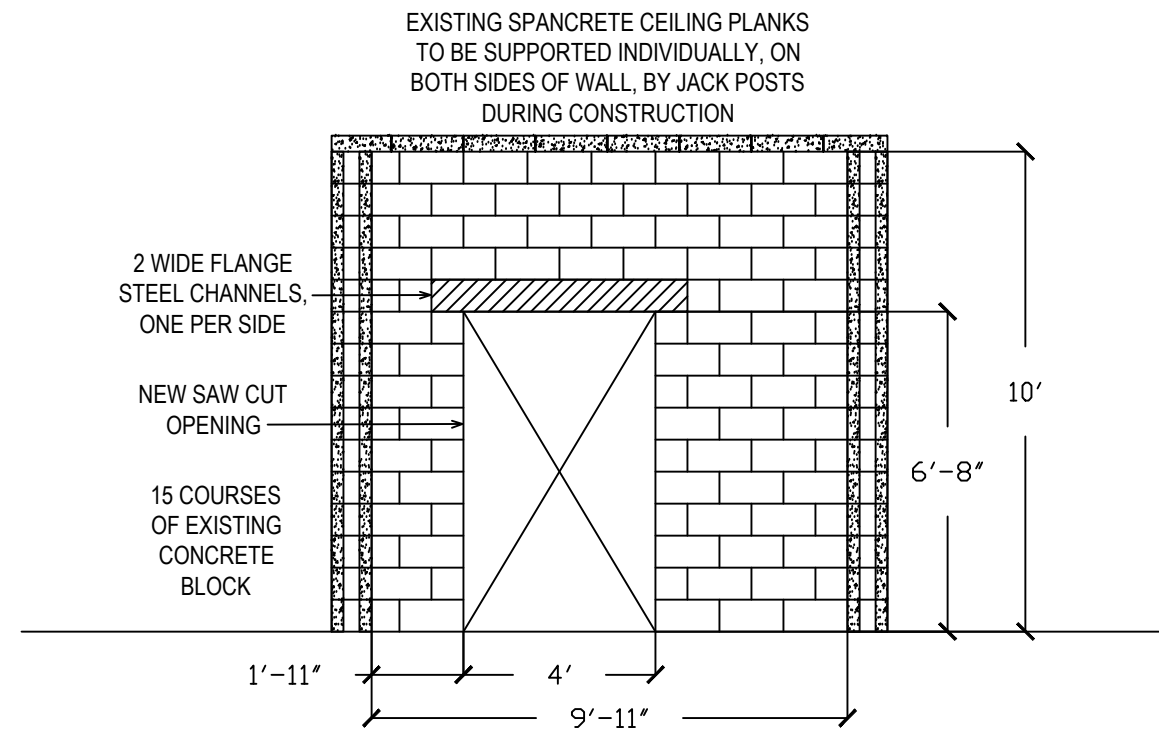 EXISTING SPANCRETE CEILING PLANKS
TO BE SUPPORTED INDIVIDUALLY, ON
BOTH SIDES OF WALL, BY JACK POSTS
DURING CONSTRUCTION
2 WIDE FLANGE
STEEL CHANNELS,
ONE PER SIDE
NEW SAW CUT
OPENING
15 COURSES
OF EXISTING
CONCRETE
BLOCK
10'
6'-8"
1'-11"
4'
9'-11"